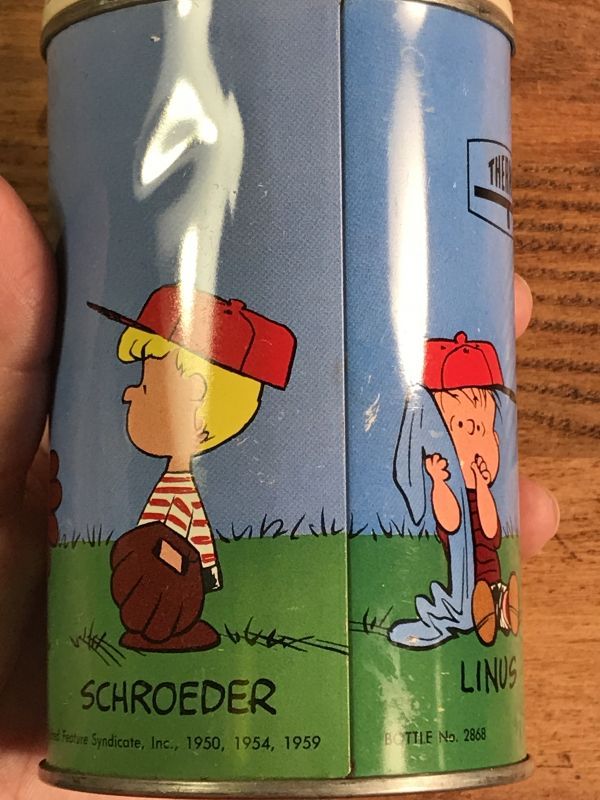 SCHROEDER
LINUS
Feature Syndicate, Inc., 1950, 1954, 1959
BOTTLE No. 2868